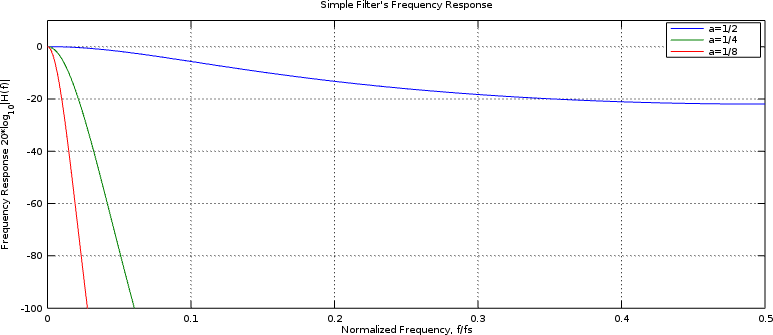 Simple Filter's Frequency Response
a=1/2
a=1/4
a=1/8
Frequency Response 20*log10|H(f)|
0
-20
-40
-60
-80
-100
0
0.1
0.2
0.3
0.4
0.5
Normalized Frequency, f/fs